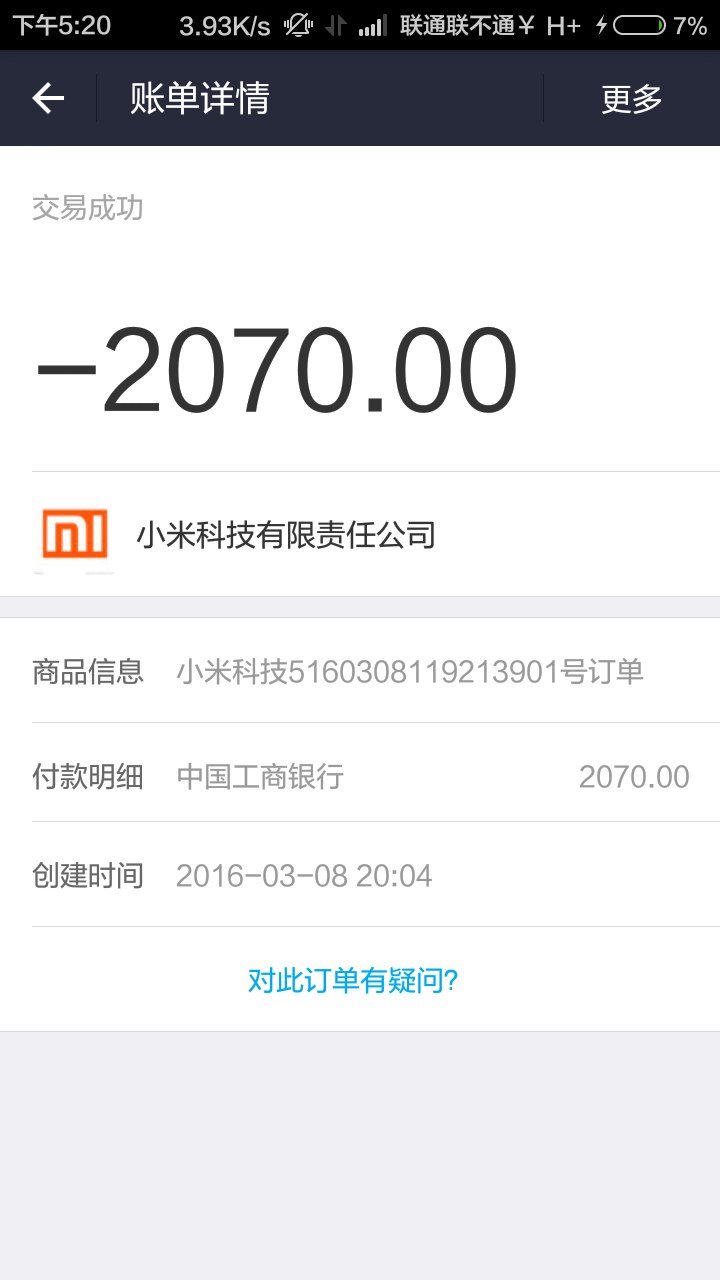 下午5:20 3.93K/s 联通联不通¥ H+ 7%
账单详情 更多
交易成功
-2070.00
小米科技有限责任公司
商品信息 小米科技5160308119213901号订单
付款明细 中国工商银行 2070.00
创建时间 2016-03-08 20:04
对此订单有疑问?